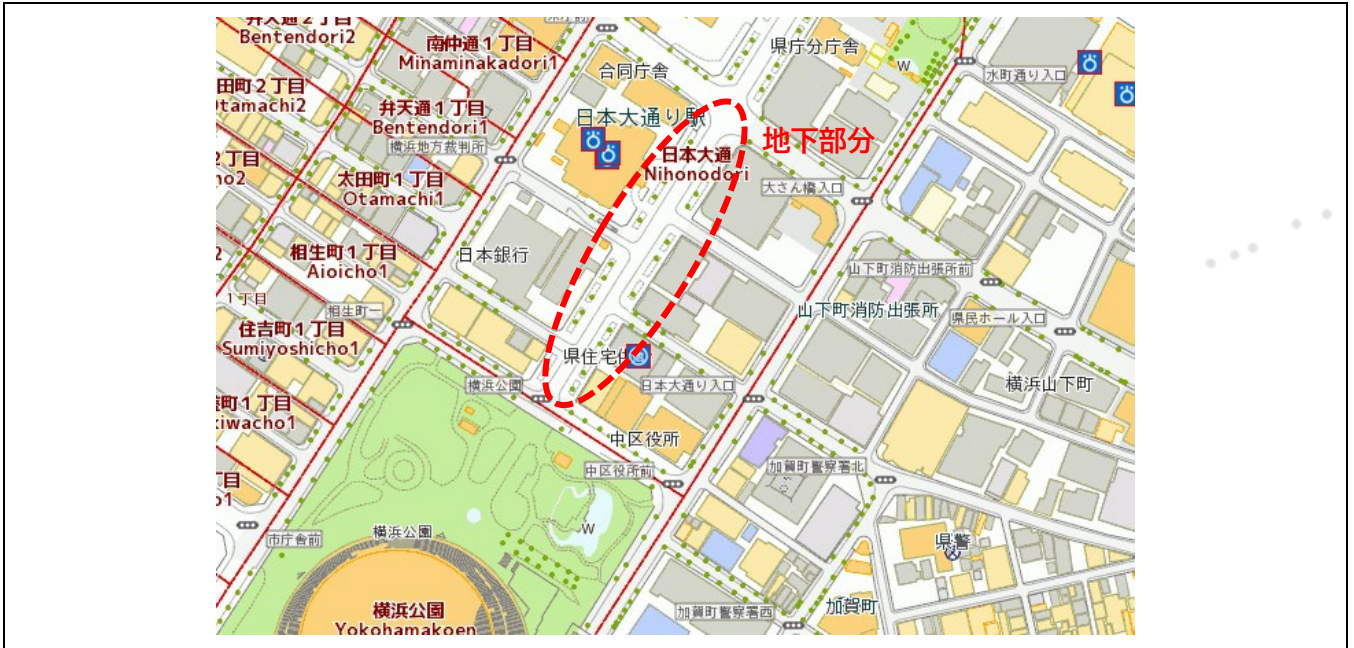 弁天通2丁目
Bentendori2
南仲通1丁目
Minaminakadori1
県庁分庁舎
合同庁舎
W
水町通り入口
田町2丁目
Otamachi2
弁天通1丁目
Bentendori1
日本大通り駅
地下部分
横浜地方裁判所
日本大通
Nihonodori
2丁目
no2
太田町1丁目
Otamachi1
大さん橋入口
相生町1丁目
Aioicho1
日本銀行
山下町消防出張所前
1丁目
相生町一
山下町消防出張所
県民ホール入口
住吉町1丁目
Sumiyoshicho1
県住宅供
横浜公園
日本大通り入口
横浜山下町
町1丁目
kiwacho1
中区役所
中区役所前
加賀町警察署北
丁目
o1
市庁舎前
横浜公園
W
県警
横浜公園
Yokohamakoen
加賀町警察署西
加賀町